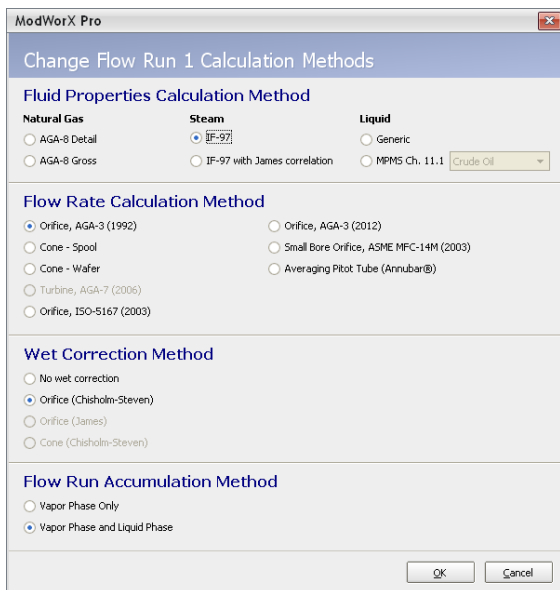 ModWorX Pro
Change Flow Run 1 Calculation Methods
Fluid Properties Calculation Method
Natural Gas Steam Liquid
AGA-8 Detail IF-97 Generic
AGA-8 Gross IF-97 with James correlation MPMS Ch. 11.1 Crude Oil
Flow Rate Calculation Method
Orifice, AGA-3 (1992) Orifice, AGA-3 (2012)
Cone - Spool Small Bore Orifice, ASME MFC-14M (2003)
Cone - Wafer Averaging Pitot Tube (Annubar®)
Turbine, AGA-7 (2006)
Orifice, ISO-5167 (2003)
Wet Correction Method
No wet correction
Orifice (Chisholm-Steven)
Orifice (James)
Cone (Chisholm-Steven)
Flow Run Accumulation Method
Vapor Phase Only
Vapor Phase and Liquid Phase
OK Cancel